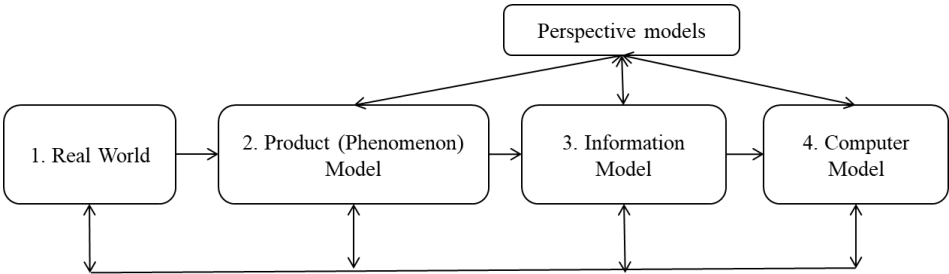 Perspective models
1. Real World
2. Product (Phenomenon)
Model
3. Information
Model
4. Computer
Model